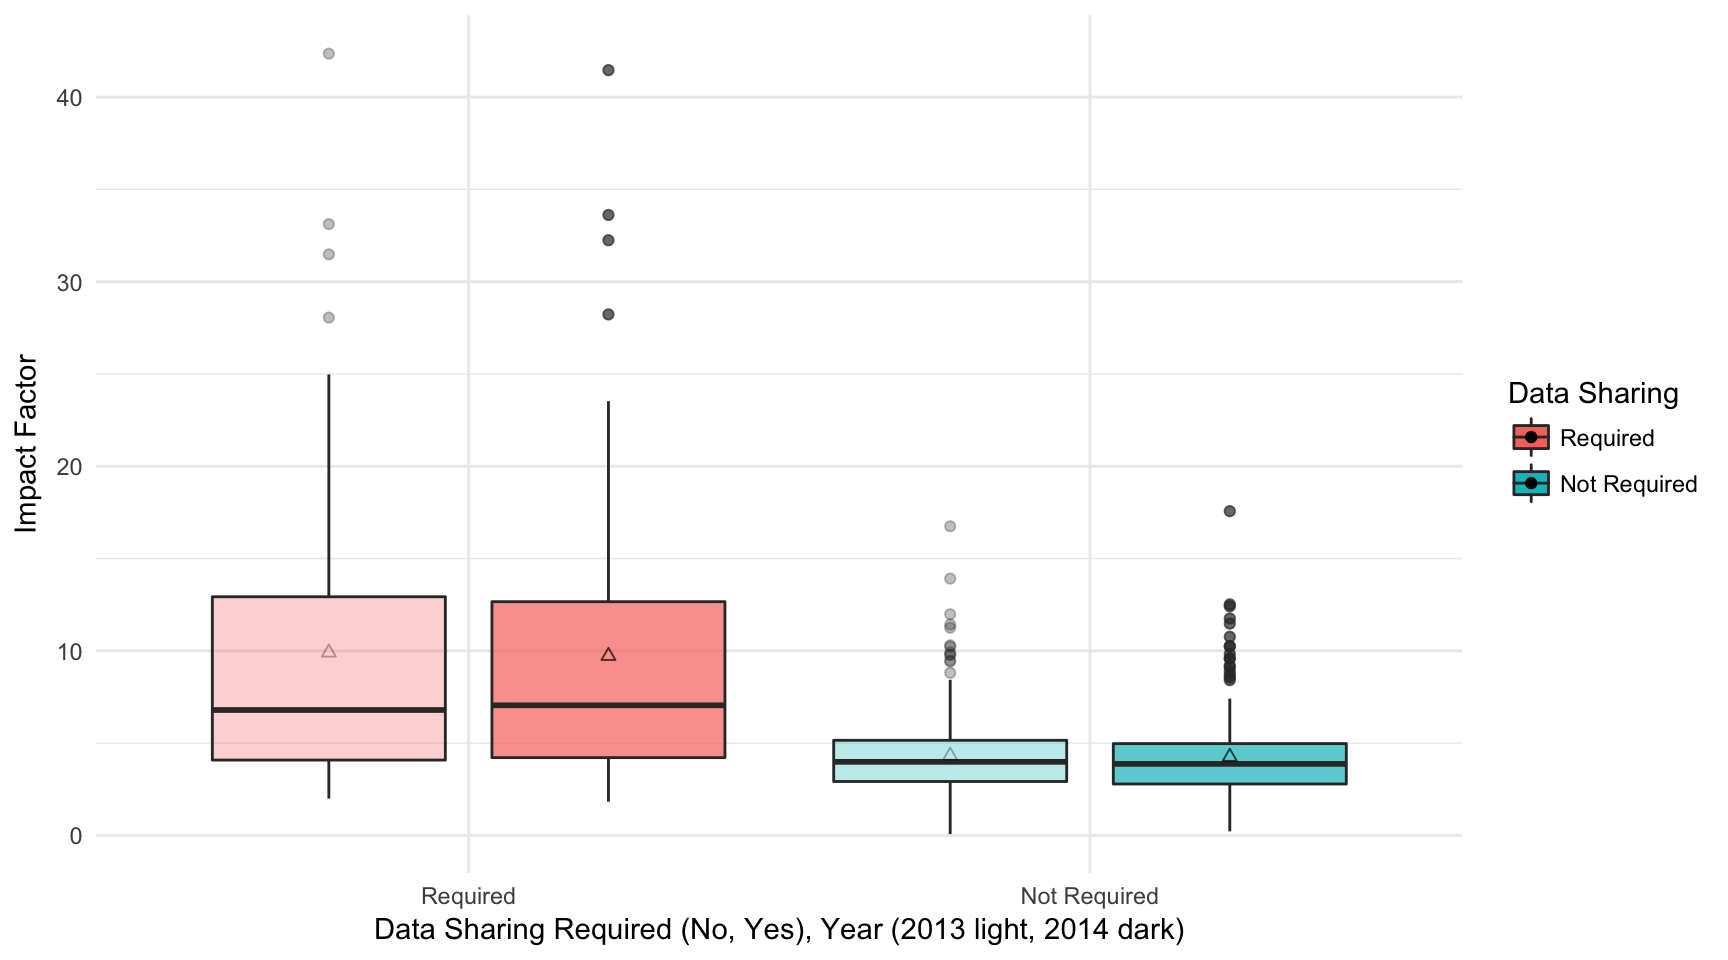 40
30
20
10
0
Impact Factor
Required
Not Required
Data Sharing Required (No, Yes), Year (2013 light, 2014 dark)
Data Sharing
Required
Not Required